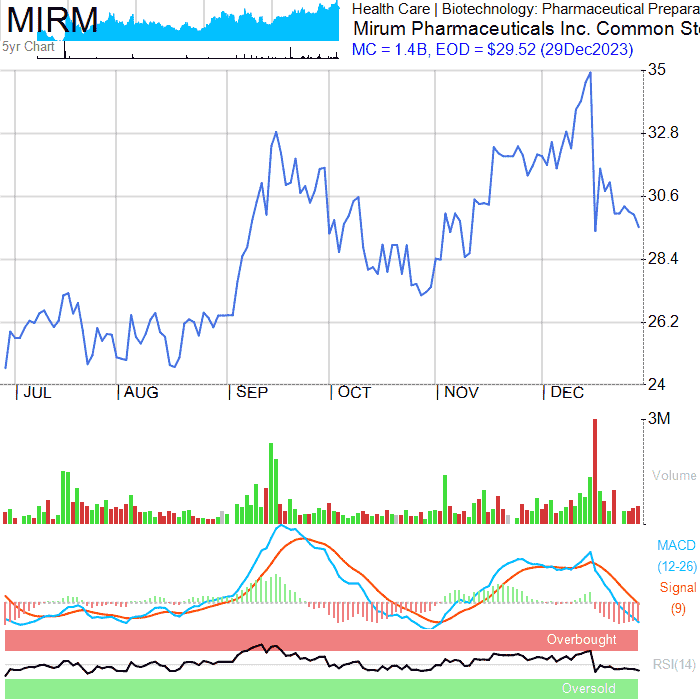 MIRM
5yr Chart
Health Care | Biotechnology: Pharmaceutical Prepara
Mirum Pharmaceuticals Inc. Common Sto
MC = 1.4B, EOD = $29.52 (29Dec2023)
35
32.8
30.6
28.4
26.2
24
JUL AUG SEP OCT NOV DEC
3M
Volume
MACD
(12-26)
Signal
(9)
Overbought
RSI(14)
Oversold